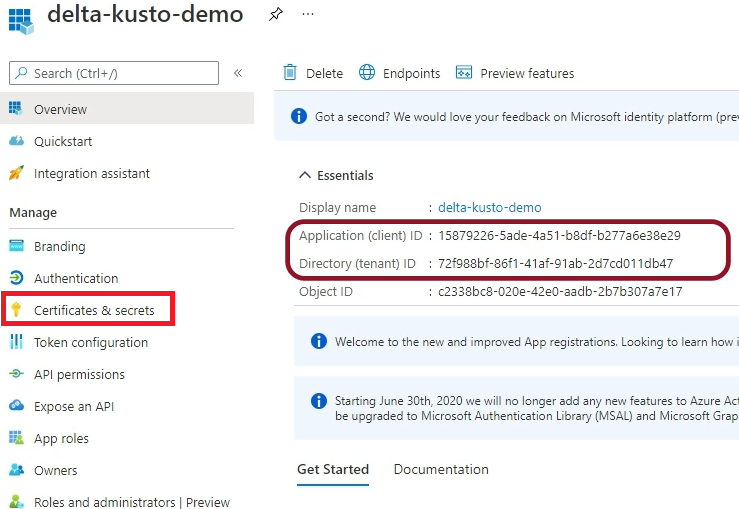 delta-kusto-demo
Search (Ctrl+/)
Overview
Quickstart
Integration assistant
Manage
Branding
Authentication
Certificates & secrets
Token configuration
API permissions
Expose an API
App roles
Owners
Roles and administrators | Preview
Delete Endpoints Preview features
Got a second? We would love your feedback on Microsoft identity platform (prev
Essentials
Display name : delta-kusto-demo
Application (client) ID : 15879226-5ade-4a51-b8df-b277a6e38e29
Directory (tenant) ID : 72f988bf-86f1-41af-91ab-2d7cd011db47
Object ID : c2338bc8-020e-42e0-aadb-2b7b307a7e17
Welcome to the new and improved App registrations. Looking to learn how i
Starting June 30th, 2020 we will no longer add any new features to Azure Act
be upgraded to Microsoft Authentication Library (MSAL) and Microsoft Grap
Get Started Documentation